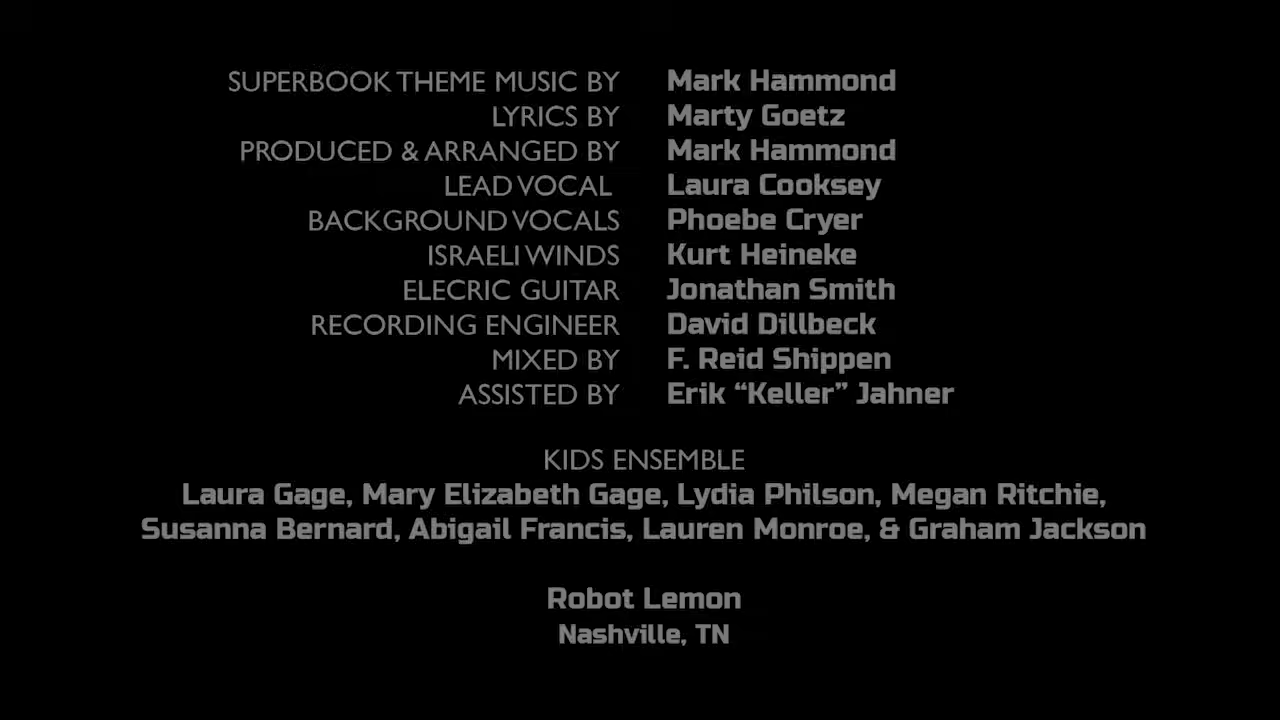 SUPERBOOK THEME MUSIC BY Mark Hammond
LYRICS BY Marty Goetz
PRODUCED & ARRANGED BY Mark Hammond
LEAD VOCAL Laura Cooksey
BACKGROUND VOCALS Phoebe Cryer
ISRAELI WINDS Kurt Heineke
ELECRIC GUITAR Jonathan Smith
RECORDING ENGINEER David Dillbeck
MIXED BY F. Reid Shippen
ASSISTED BY Erik “Keller” Jahner
KIDS ENSEMBLE
Laura Gage, Mary Elizabeth Gage, Lydia Philson, Megan Ritchie,
Susanna Bernard, Abigail Francis, Lauren Monroe, & Graham Jackson
Robot Lemon
Nashville, TN